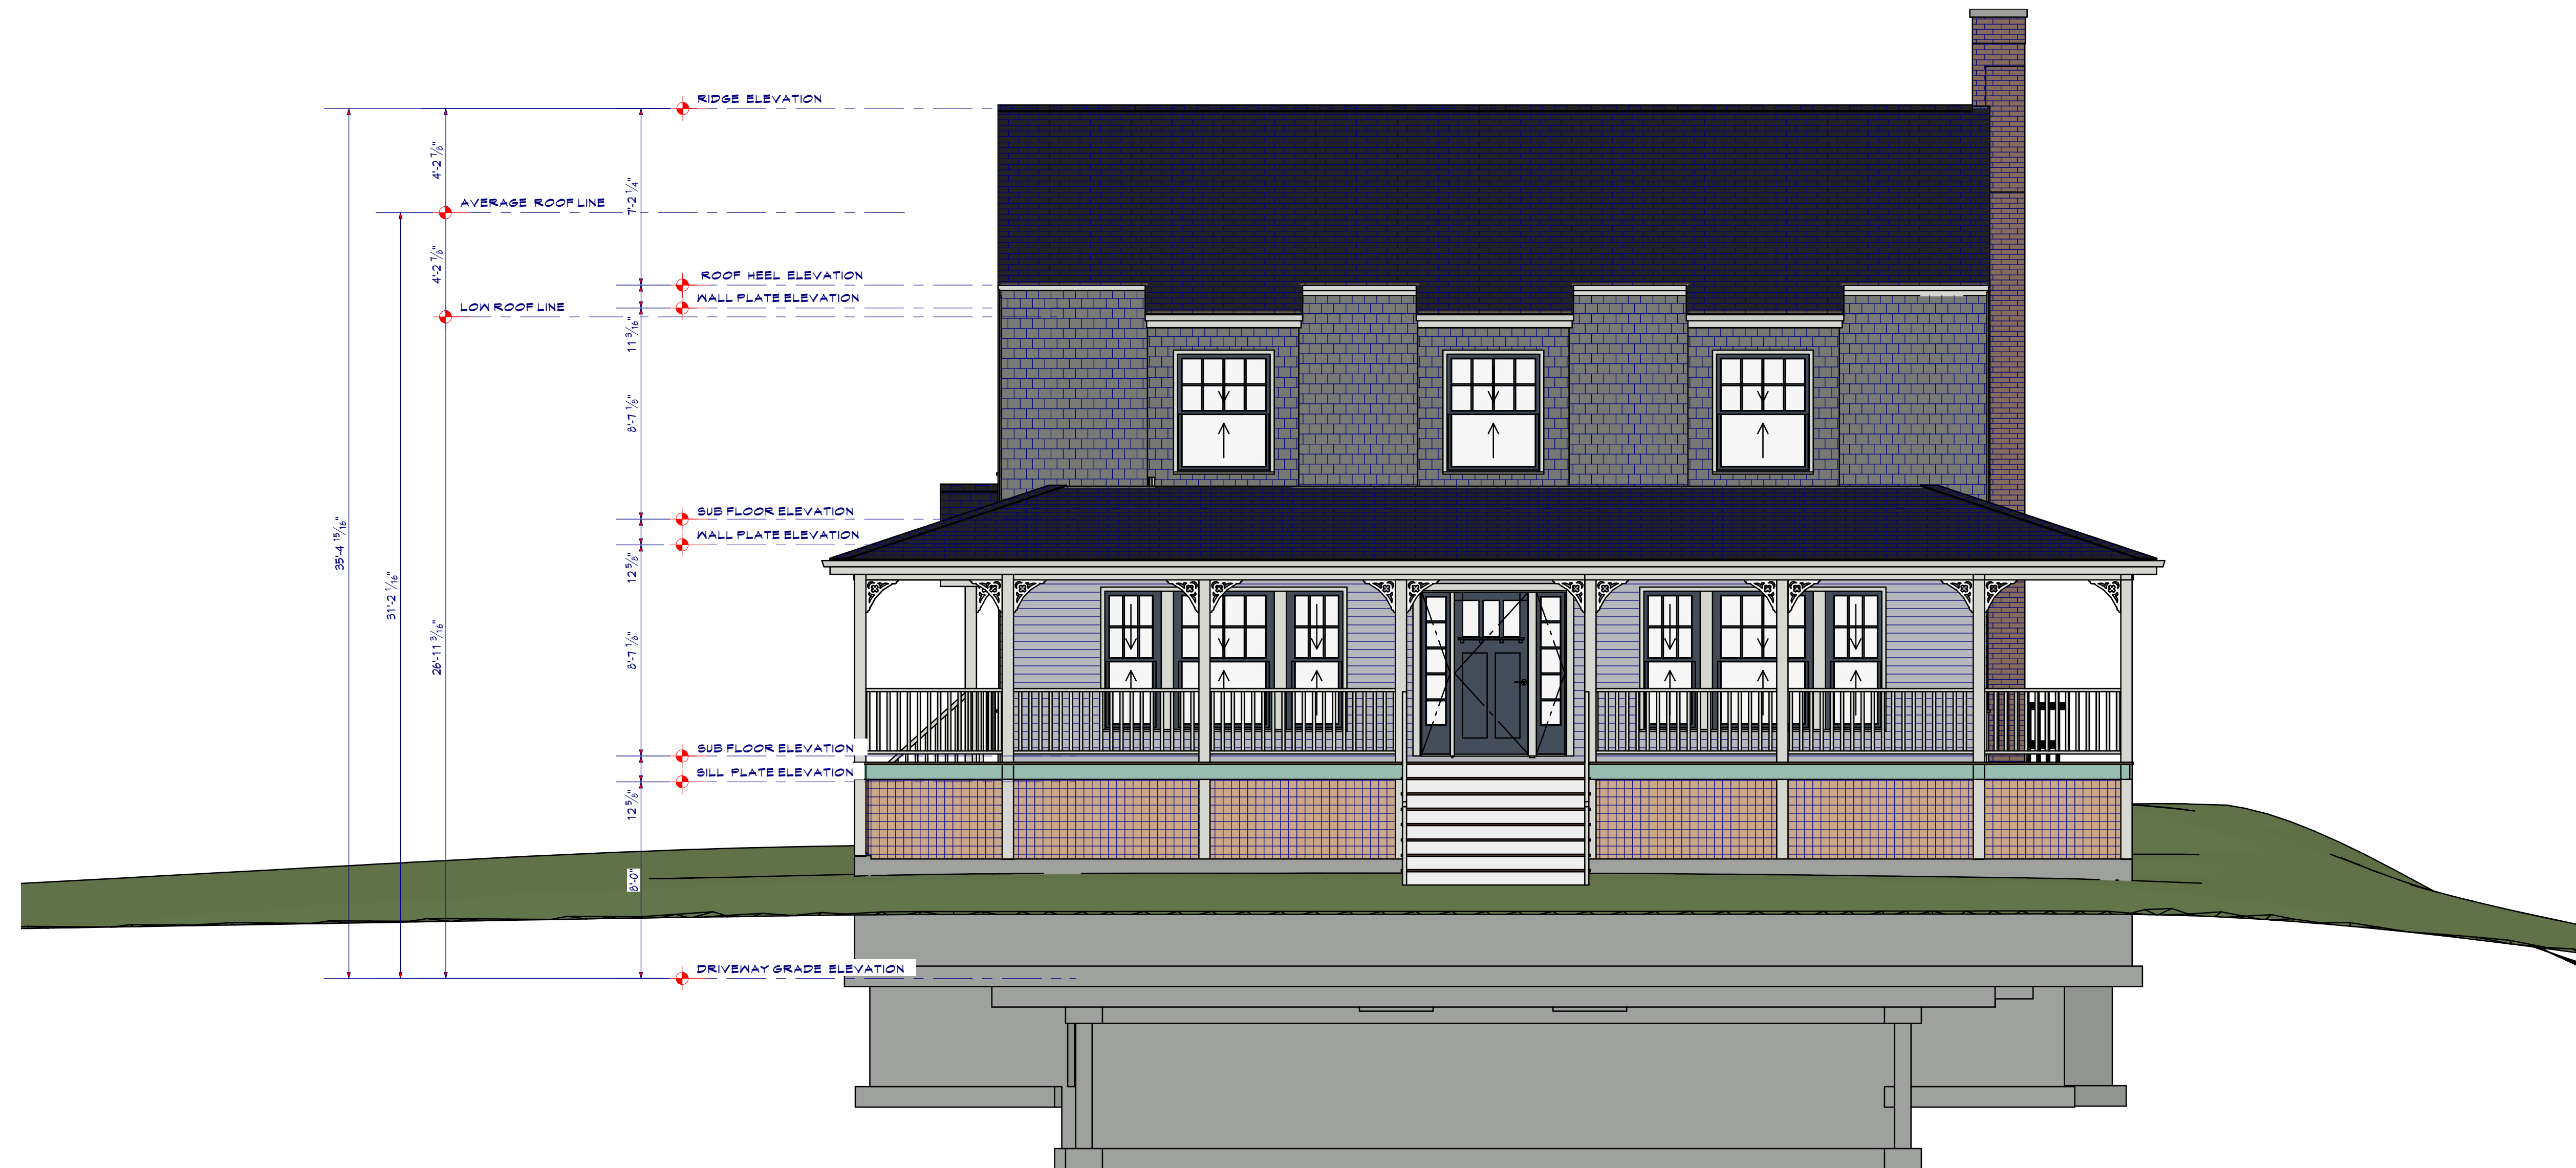 RIDGE ELEVATION
4'-2 7/8"
7'-2 1/4"
AVERAGE ROOF LINE
4'-2 7/8"
ROOF HEEL ELEVATION
WALL PLATE ELEVATION
LOW ROOF LINE
11 3/16"
8'-7 1/8"
SUB FLOOR ELEVATION
WALL PLATE ELEVATION
35'-4 15/16"
12 5/8"
31'-2 1/16"
26'-11 3/16"
8'-7 1/8"
SUB FLOOR ELEVATION
SILL PLATE ELEVATION
12 5/8"
8'-0"
DRIVEWAY GRADE ELEVATION